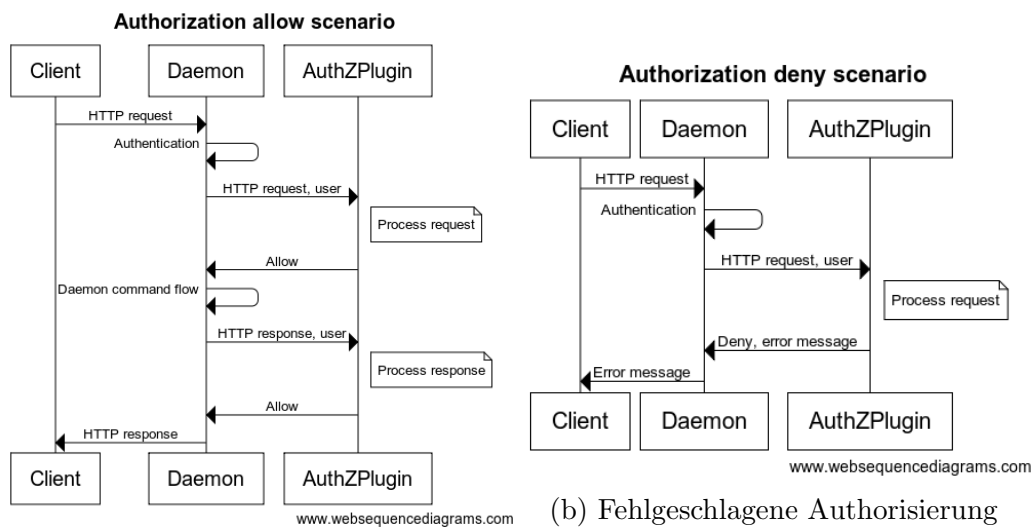 Authorization allow scenario
Client
Daemon
AuthZPlugin
HTTP request
Authentication
HTTP request, user
Process request
Allow
Daemon command flow
HTTP response, user
Process response
Allow
HTTP response
Client
Daemon
AuthZPlugin
www.websequencediagrams.com
Authorization deny scenario
Client
Daemon
AuthZPlugin
HTTP request
Authentication
HTTP request, user
Process request
Deny, error message
Error message
Client
Daemon
AuthZPlugin
www.websequencediagrams.com
(b) Fehlgeschlagene Authorisierung